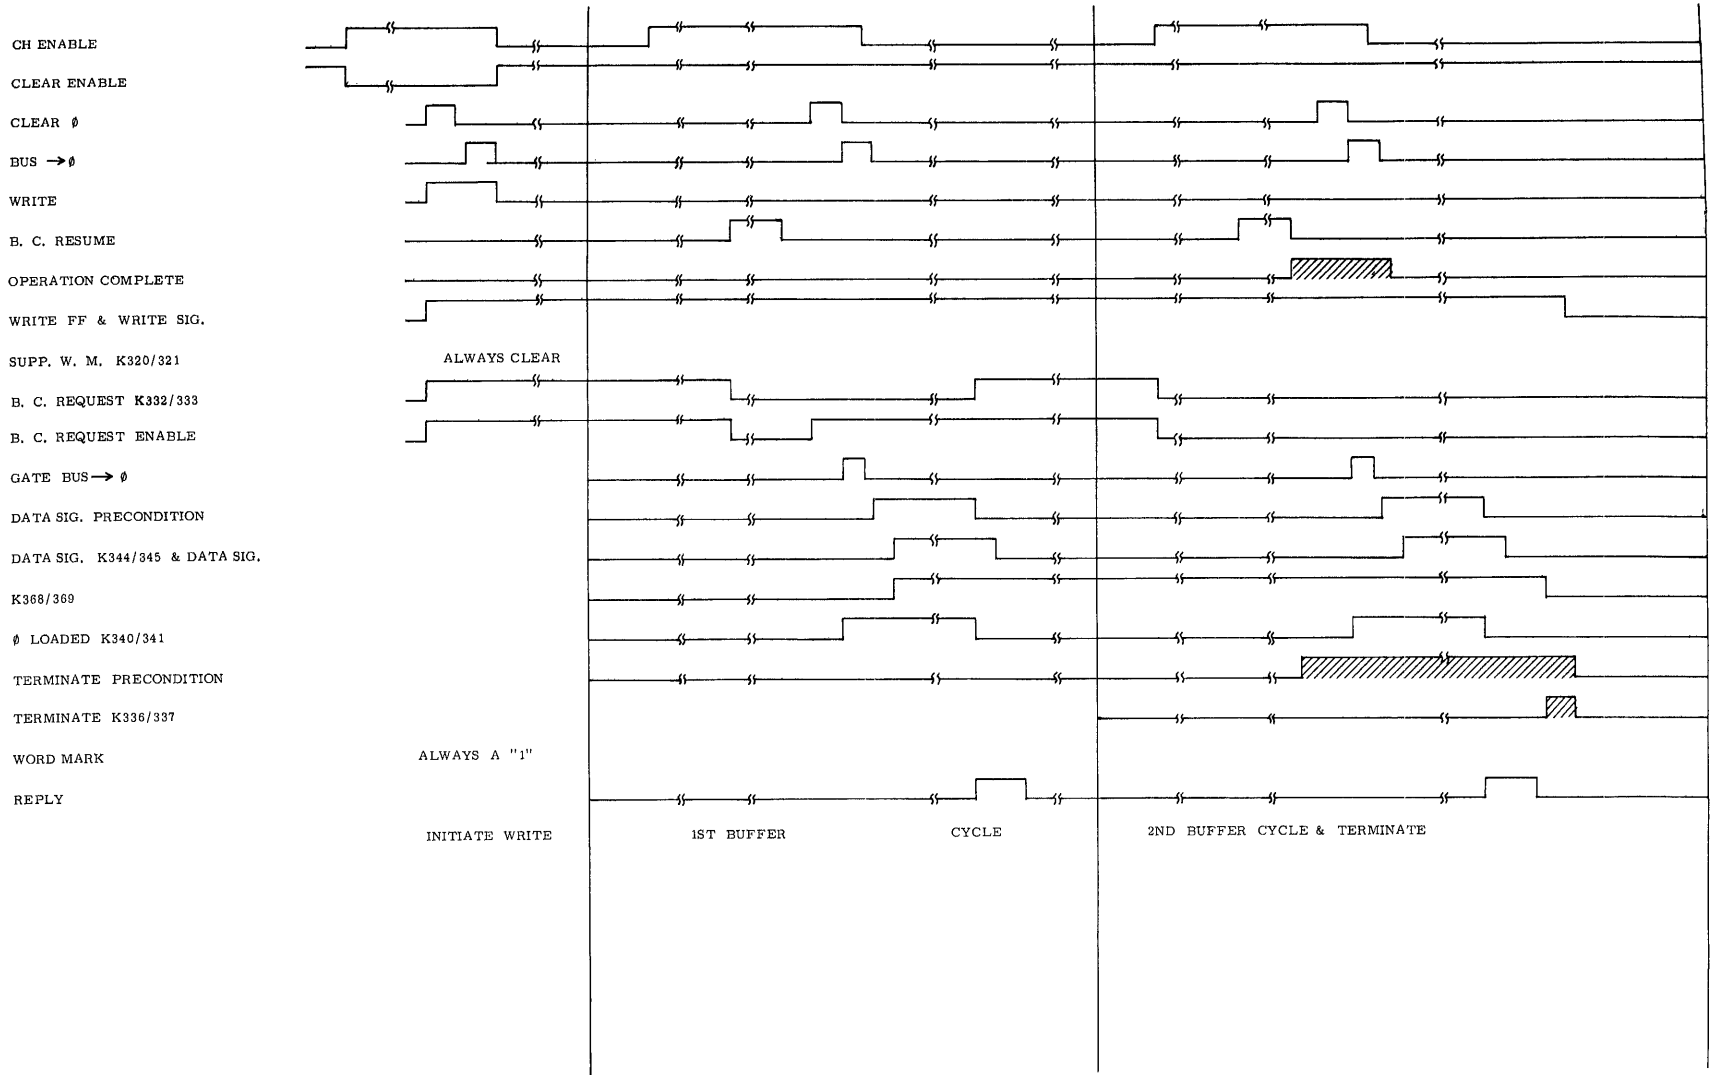 CH ENABLE
CLEAR ENABLE
CLEAR ∅
BUS → ∅
WRITE
B. C. RESUME
OPERATION COMPLETE
WRITE FF & WRITE SIG.
SUPP. W. M. K320/321
ALWAYS CLEAR
B. C. REQUEST K332/333
B. C. REQUEST ENABLE
GATE BUS → ∅
DATA SIG. PRECONDITION
DATA SIG. K344/345 & DATA SIG.
K368/369
∅ LOADED K340/341
TERMINATE PRECONDITION
TERMINATE K336/337
WORD MARK
ALWAYS A "1"
REPLY
INITIATE WRITE
1ST BUFFER CYCLE
2ND BUFFER CYCLE & TERMINATE